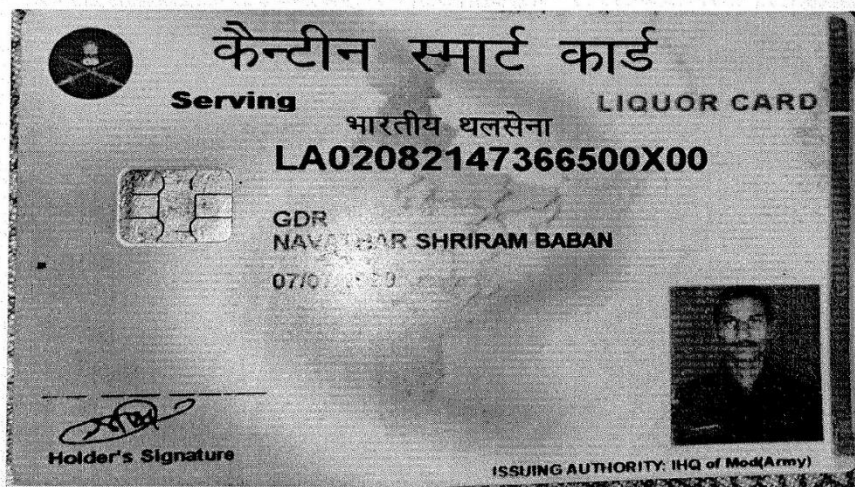 कैन्टीन स्मार्ट कार्ड
Serving
LIQUOR CARD
भारतीय थलसेना
LA02082147366500X00
GDR
SHRIRAM BABAN
Holder's Signature
ISSUING AUTHORITY: IHQ of Mod(Army)